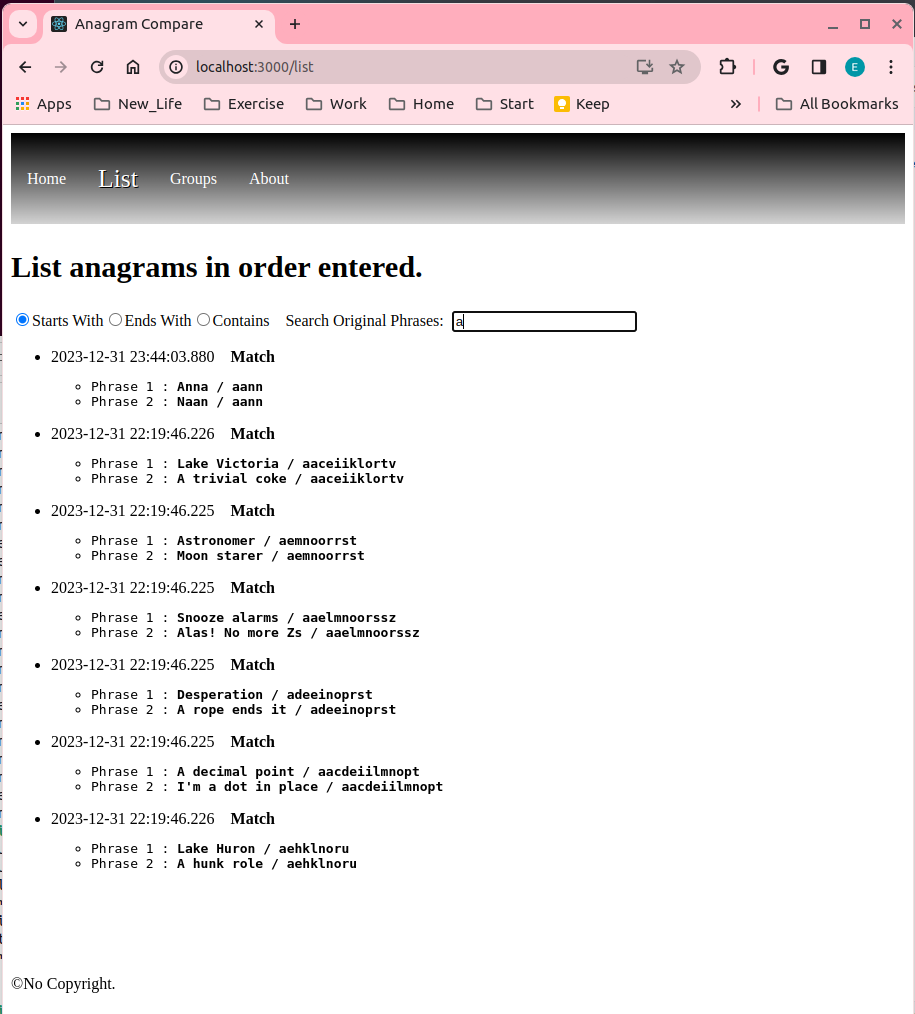 Anagram Compare
localhost:3000/list
E
Apps New_Life Exercise Work Home Start Keep » All Bookmarks
Home List Groups About
List anagrams in order entered.
Starts With Ends With Contains Search Original Phrases: a
2023-12-31 23:44:03.880 Match
Phrase 1 : Anna / aann
Phrase 2 : Naan / aann
2023-12-31 22:19:46.226 Match
Phrase 1 : Lake Victoria / aaceiiklortv
Phrase 2 : A trivial coke / aaceiiklortv
2023-12-31 22:19:46.225 Match
Phrase 1 : Astronomer / aemnoorrst
Phrase 2 : Moon starer / aemnoorrst
2023-12-31 22:19:46.225 Match
Phrase 1 : Snooze alarms / aaelmnoorssz
Phrase 2 : Alas! No more Zs / aaelmnoorssz
2023-12-31 22:19:46.225 Match
Phrase 1 : Desperation / adeeinoprst
Phrase 2 : A rope ends it / adeeinoprst
2023-12-31 22:19:46.225 Match
Phrase 1 : A decimal point / aacdeiilmnopt
Phrase 2 : I'm a dot in place / aacdeiilmnopt
2023-12-31 22:19:46.226 Match
Phrase 1 : Lake Huron / aehklnoru
Phrase 2 : A hunk role / aehklnoru
©No Copyright.